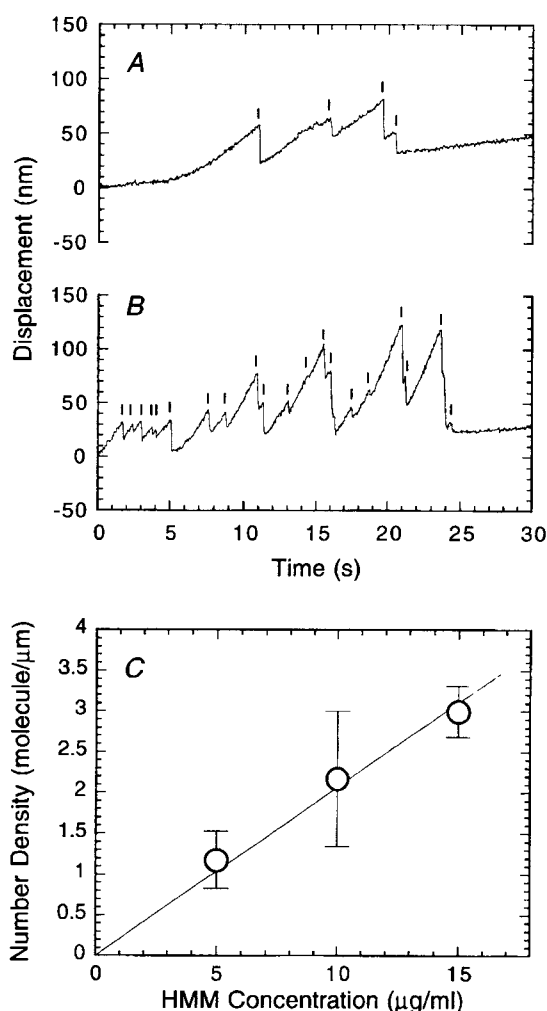 A
150
100
50
0
-50
B
150
100
50
0
-50
Displacement (nm)
0 5 10 15 20 25 30
Time (s)
C
4
3.5
3
2.5
2
1.5
1
0.5
0
Number Density (molecule/μm)
0 5 10 15
HMM Concentration (μg/ml)